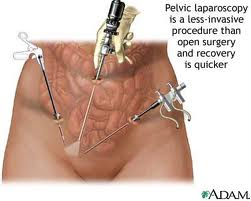 Pelvic laparoscopy
is a less-invasive
procedure than
open surgery
and recovery
is quicker
ADAM